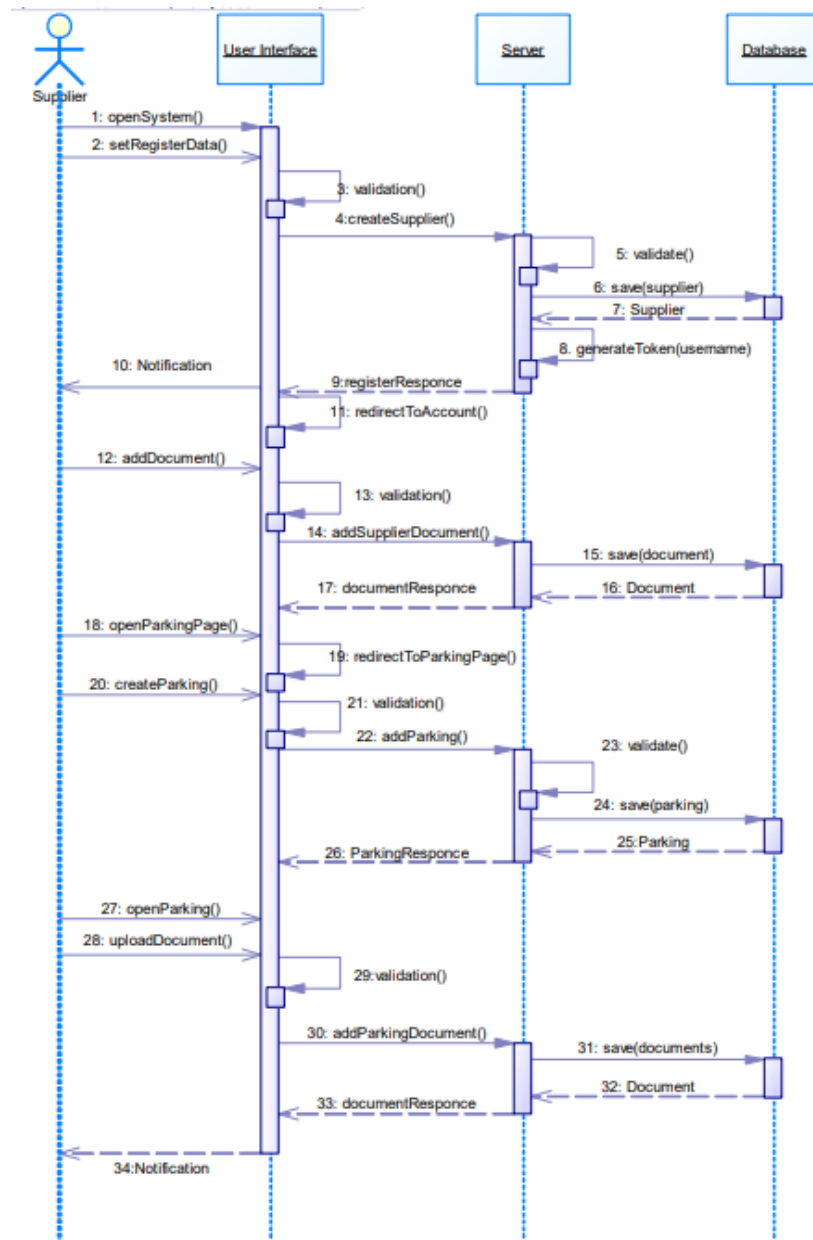 User Interface
Server
Database
Supplier
1: openSystem()
2: setRegisterData()
3: validation()
4:createSupplier()
5: validate()
6: save(supplier)
7: Supplier
8. generateToken(username)
10: Notification
9:registerResponce
11: redirectToAccount()
12: addDocument()
13: validation()
14: addSupplierDocument()
15: save(document)
17: documentResponce
16: Document
18: openParkingPage()
19: redirectToParkingPage()
20: createParking()
21: validation()
22: addParking()
23: validate()
24: save(parking)
25:Parking
26: ParkingResponce
27: openParking()
28: uploadDocument()
29:validation()
30: addParkingDocument()
31: save(documents)
32: Document
33: documentResponce
34:Notification